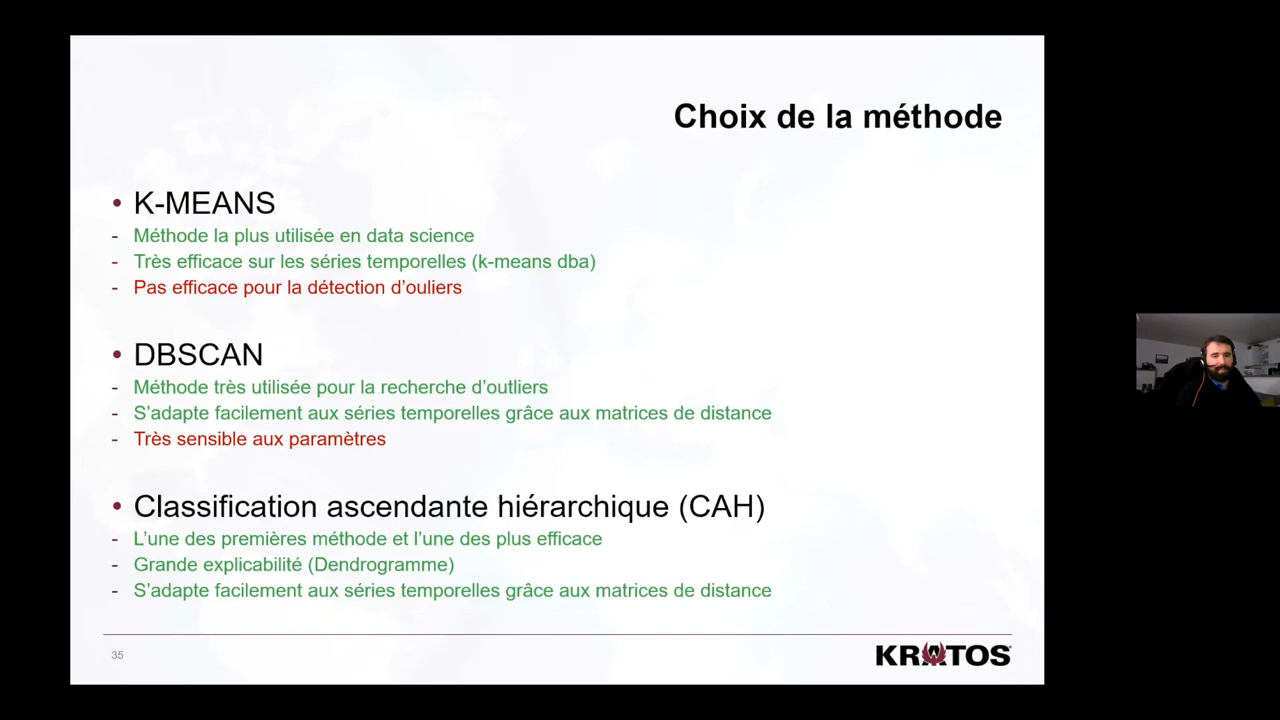 Choix de la méthode
• K-MEANS
- Méthode la plus utilisée en data science
- Très efficace sur les séries temporelles (k-means dba)
- Pas efficace pour la détection d'ouliers
• DBSCAN
- Méthode très utilisée pour la recherche d'outliers
- S'adapte facilement aux séries temporelles grâce aux matrices de distance
- Très sensible aux paramètres
• Classification ascendante hiérarchique (CAH)
- L'une des premières méthode et l'une des plus efficace
- Grande explicabilité (Dendrogramme)
- S'adapte facilement aux séries temporelles grâce aux matrices de distance
35
KRATOS